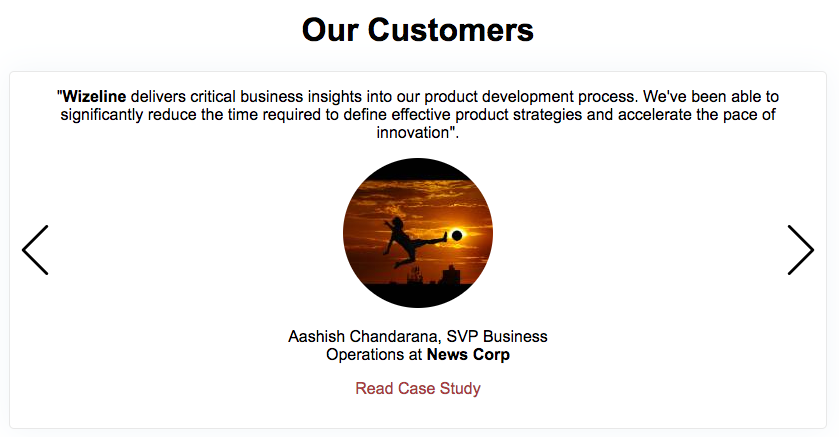 Our Customers
"Wizeline delivers critical business insights into our product development process. We've been able to
significantly reduce the time required to define effective product strategies and accelerate the pace of
innovation".
Aashish Chandarana, SVP Business
Operations at News Corp
Read Case Study